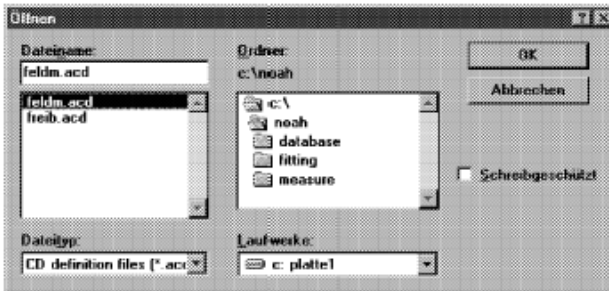 Öffnen
Dateiname:
feldm.acd
feldm.acd
freib.acd
Dateityp:
CD definition files (*.acd
Ordner:
c:\noah
c:\
noah
database
fitting
measure
Laufwerke:
c: platte1
OK
Abbrechen
Schreibgeschützt